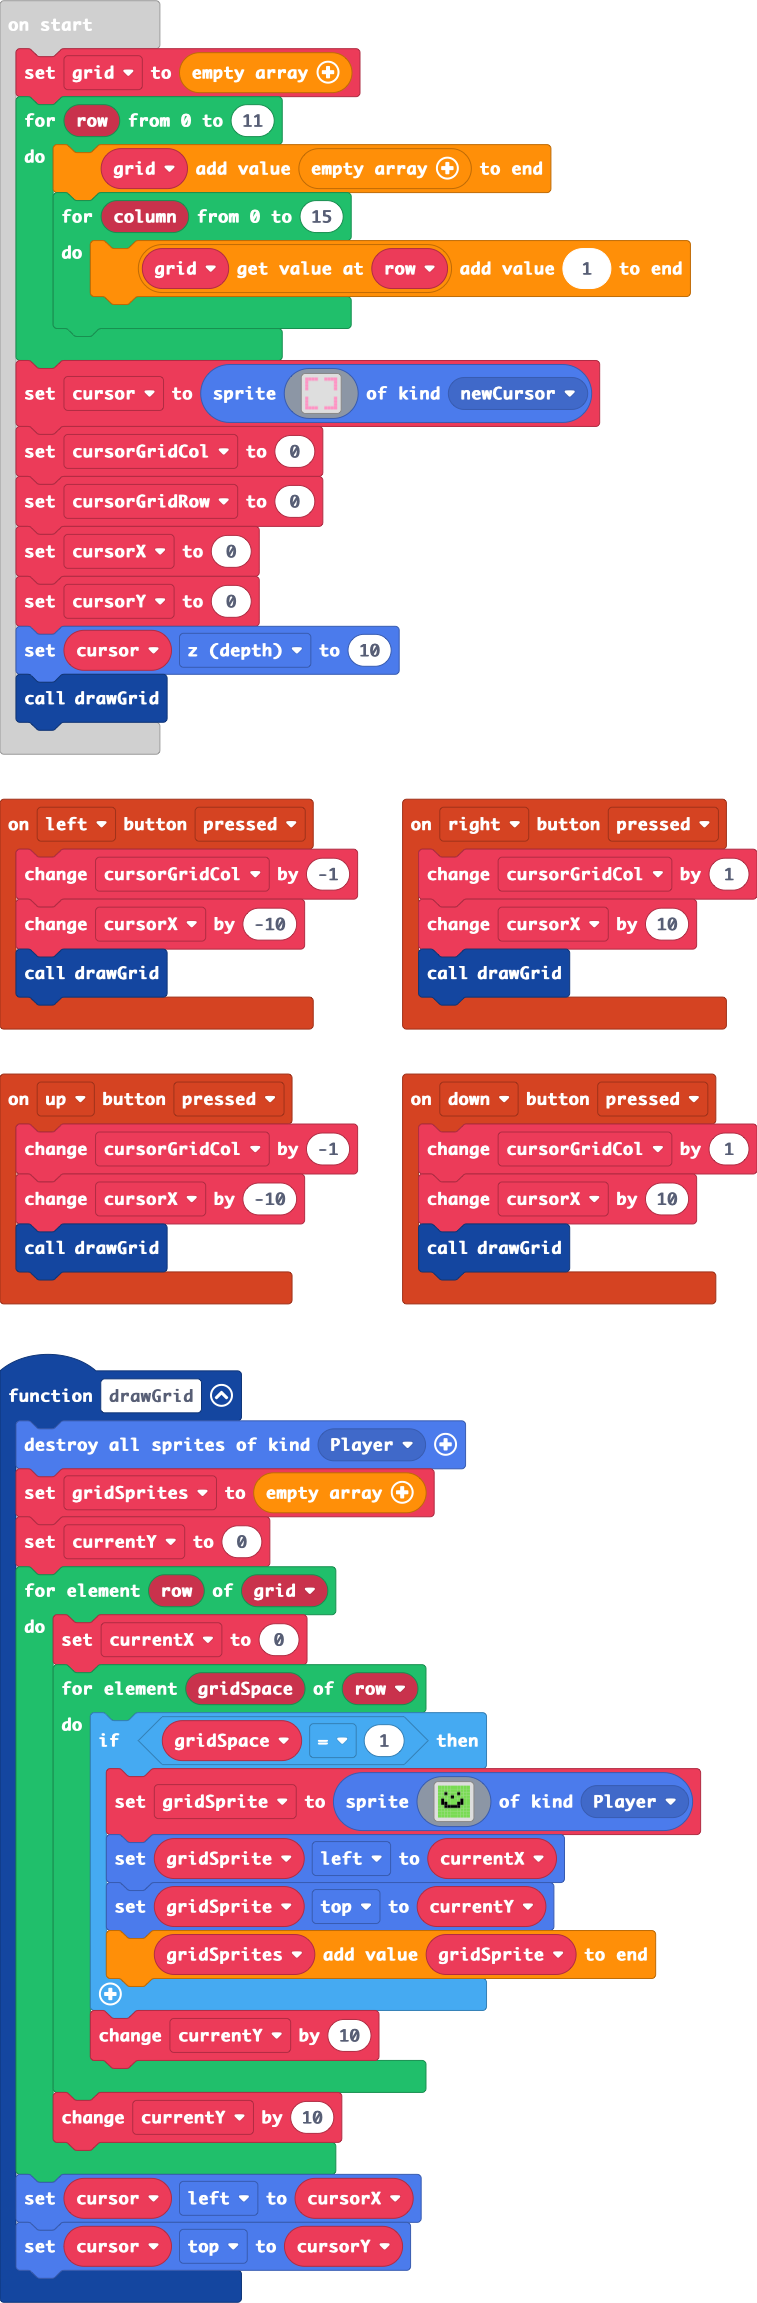 on start
set grid to empty array
for row from 0 to 11
do
grid add value empty array to end
for column from 0 to 15
do
grid get value at row add value 1 to end
set cursor to sprite of kind newCursor
set cursorGridCol to 0
set cursorGridRow to 0
set cursorX to 0
set cursorY to 0
set cursor z (depth) to 10
call drawGrid
on left button pressed
change cursorGridCol by -1
change cursorX by -10
call drawGrid
on right button pressed
change cursorGridCol by 1
change cursorX by 10
call drawGrid
on up button pressed
change cursorGridCol by -1
change cursorX by -10
call drawGrid
on down button pressed
change cursorGridCol by 1
change cursorX by 10
call drawGrid
function drawGrid
destroy all sprites of kind Player
set gridSprites to empty array
set currentY to 0
for element row of grid
do
set currentX to 0
for element gridSpace of row
do
if gridSpace = 1 then
set gridSprite to sprite of kind Player
set gridSprite left to currentX
set gridSprite top to currentY
gridSprites add value gridSprite to end
change currentY by 10
change currentY by 10
set cursor left to cursorX
set cursor top to cursorY